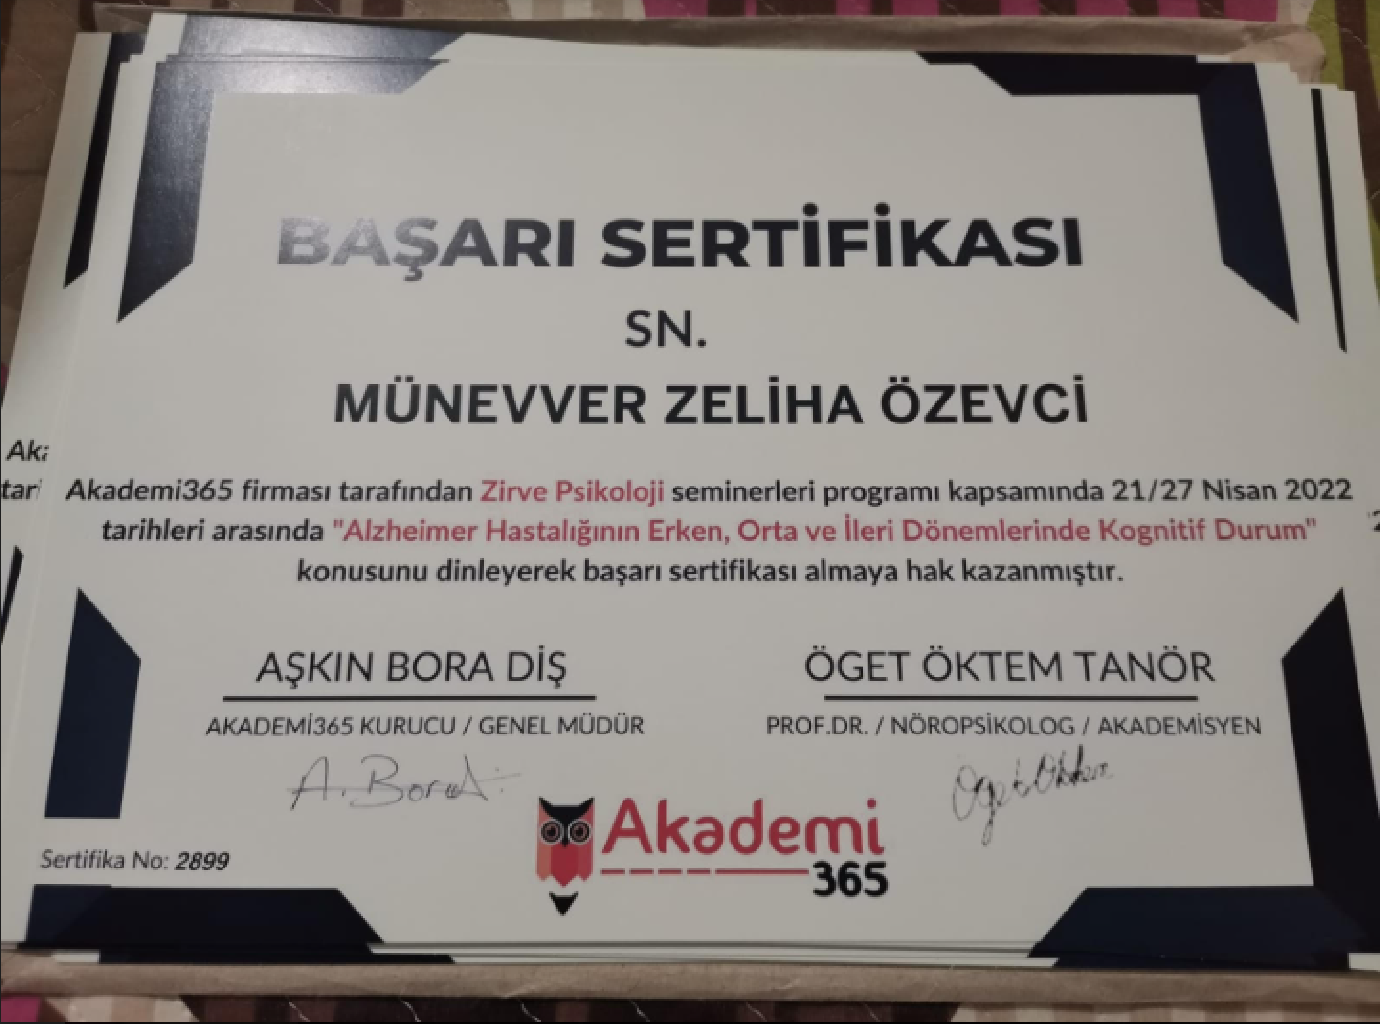 BAŞARI SERTİFİKASI
SN.
MÜNEVVER ZELİHA ÖZEVCİ
Akademi365 firması tarafından Zirve Psikoloji seminerleri programı kapsamında 21/27 Nisan 2022
tarihleri arasında "Alzheimer Hastalığının Erken, Orta ve İleri Dönemlerinde Kognitif Durum"
konusunu dinleyerek başarı sertifikası almaya hak kazanmıştır.
AŞKIN BORA DİŞ
AKADEMİ365 KURUCU / GENEL MÜDÜR
A. Bora
ÖGET ÖKTEM TANÖR
PROF.DR. / NÖROPSİKOLOG / AKADEMİSYEN
Öget Öktem
Sertifika No: 2899
Akademi
365